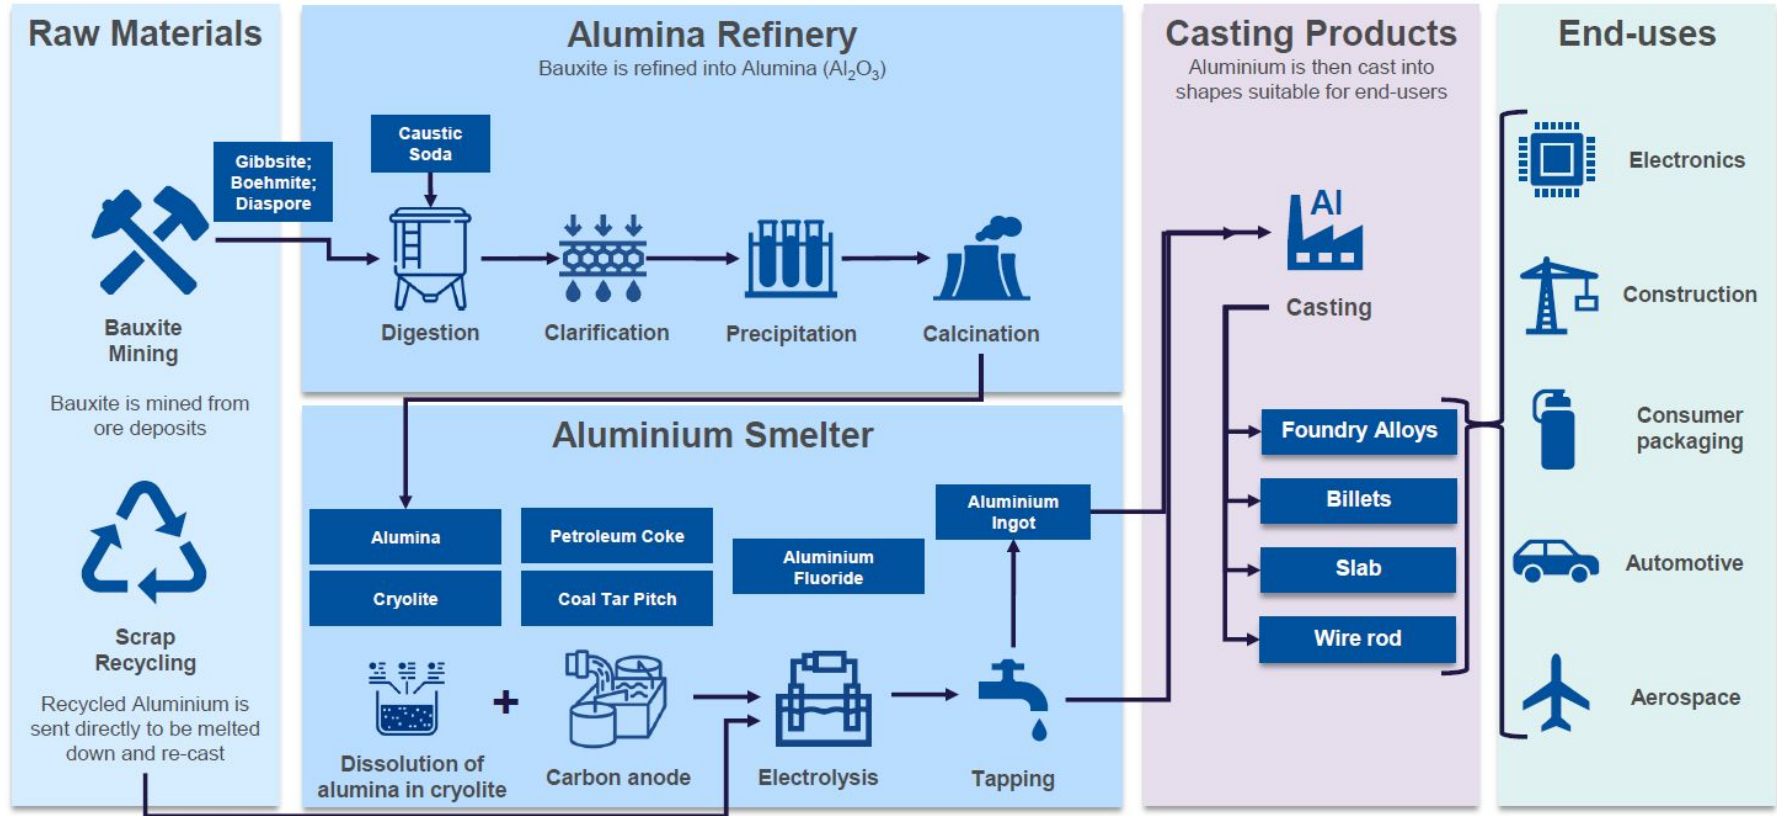 Raw Materials
Gibbsite;
Boehmite;
Diaspore
Bauxite
Mining
Bauxite is mined from
ore deposits
Scrap
Recycling
Recycled Aluminium is
sent directly to be melted
down and re-cast
Alumina Refinery
Bauxite is refined into Alumina (Al₂O₃)
Caustic
Soda
Digestion
Clarification
Precipitation
Calcination
Aluminium Smelter
Alumina
Cryolite
Petroleum Coke
Coal Tar Pitch
Aluminium
Fluoride
Aluminium
Ingot
+
Dissolution of
alumina in cryolite
Carbon anode
Electrolysis
Tapping
Casting Products
Aluminium is then cast into
shapes suitable for end-users
Al
Casting
Foundry Alloys
Billets
Slab
Wire rod
End-uses
Electronics
Construction
Consumer
packaging
Automotive
Aerospace